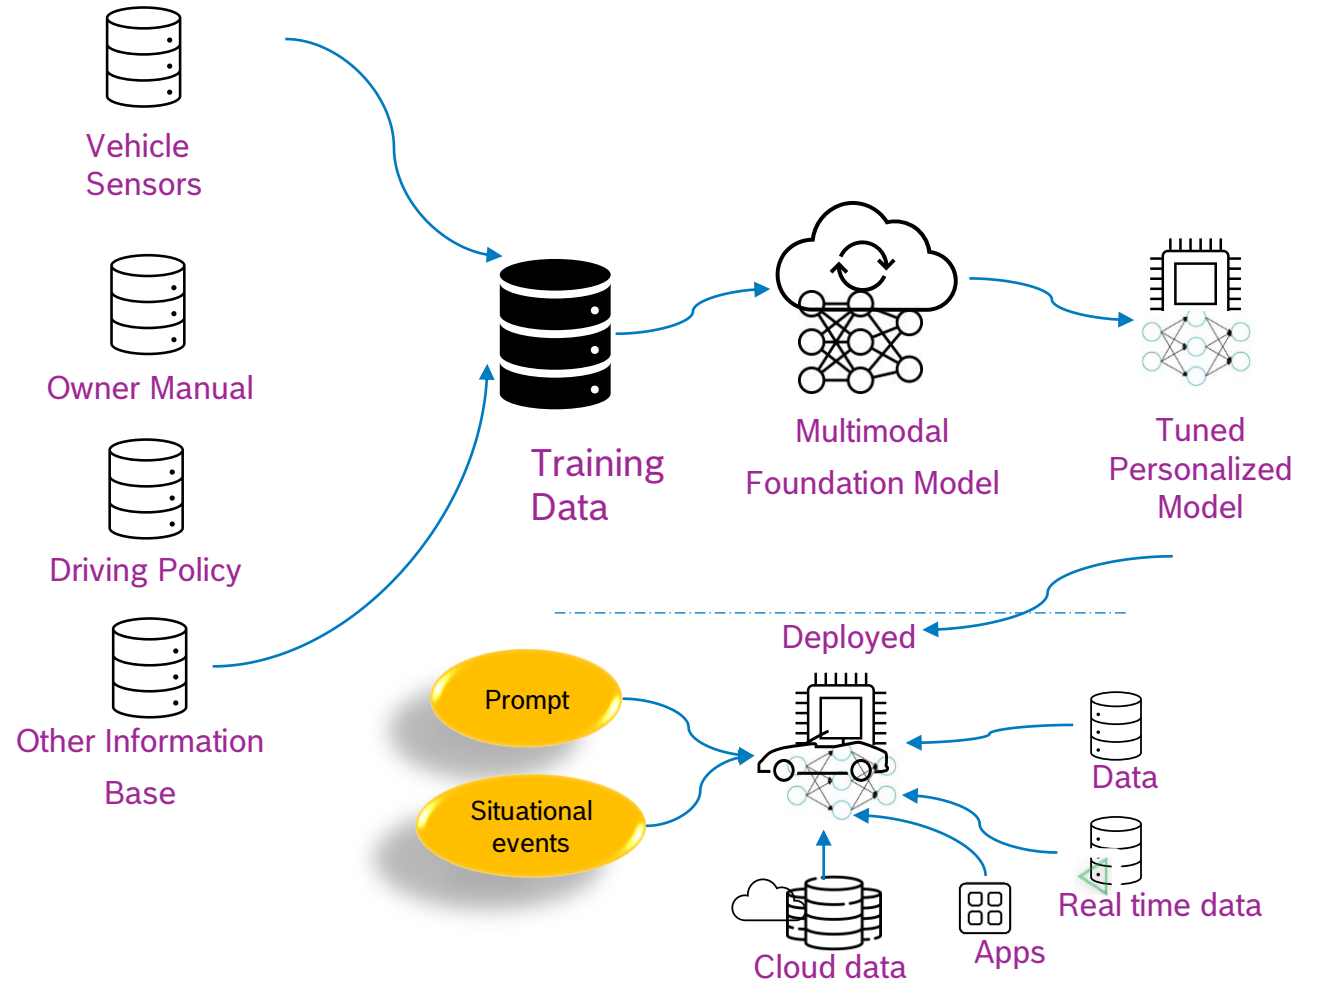 Vehicle
Sensors
Owner Manual
Driving Policy
Other Information
Base
Training
Data
Multimodal
Foundation Model
Tuned
Personalized
Model
Deployed
Prompt
Situational
events
Data
Real time data
Apps
Cloud data